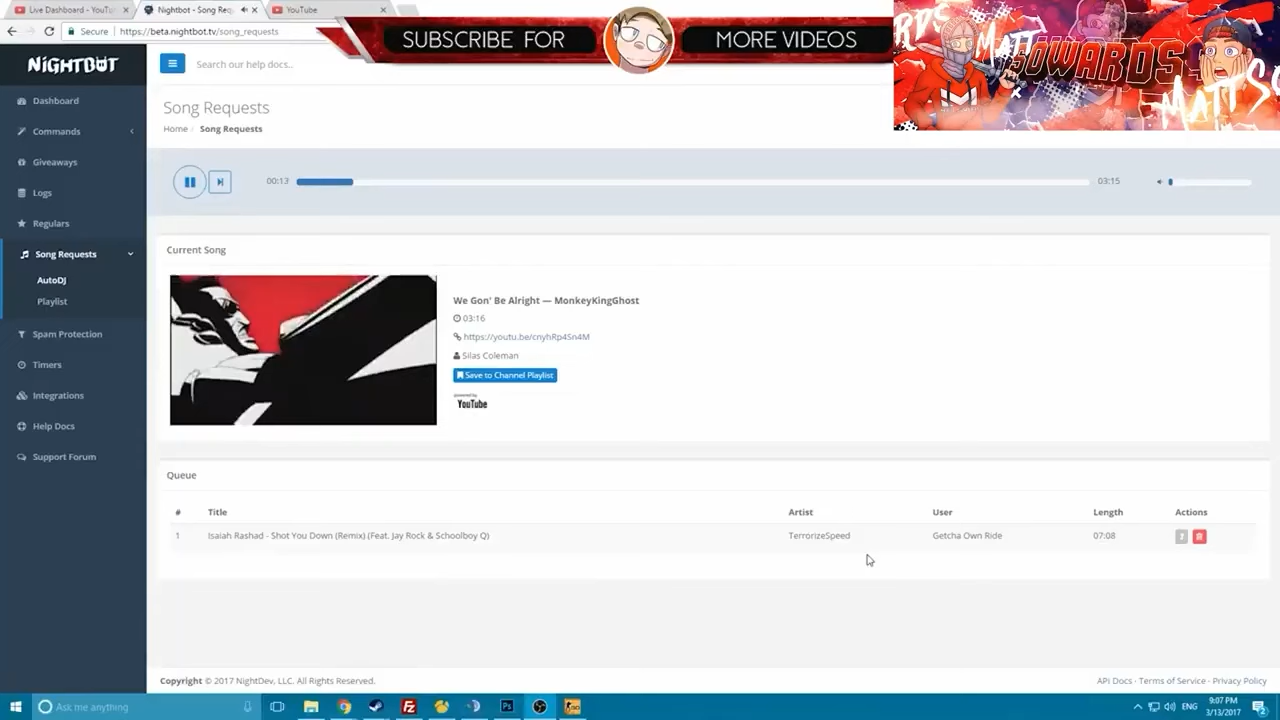 Live Dashboard - YouTu
Nightbot - Song Req
YouTube
Secure
https://beta.nightbot.tv/song_requests
SUBSCRIBE FOR
MORE VIDEOS
SOWARDS
NIGHTBOT
Search our help docs..
Dashboard
Commands
Giveaways
Logs
Regulars
Song Requests
AutoDJ
Playlist
Spam Protection
Timers
Integrations
Help Docs
Support Forum
Song Requests
Home / Song Requests
00:13
03:15
Current Song
We Gon' Be Alright — MonkeyKingGhost
03:16
https://youtu.be/cnyhRp4Sn4M
Silas Coleman
Save to Channel Playlist
powered by
YouTube
Queue
# Title Artist User Length Actions
1 Isaiah Rashad - Shot You Down (Remix) (Feat. Jay Rock & Schoolboy Q) TerrorizeSpeed Getcha Own Ride 07:08
Copyright © 2017 NightDev, LLC. All Rights Reserved.
API Docs · Terms of Service · Privacy Policy
Ask me anything
ENG
9:07 PM
3/13/2017